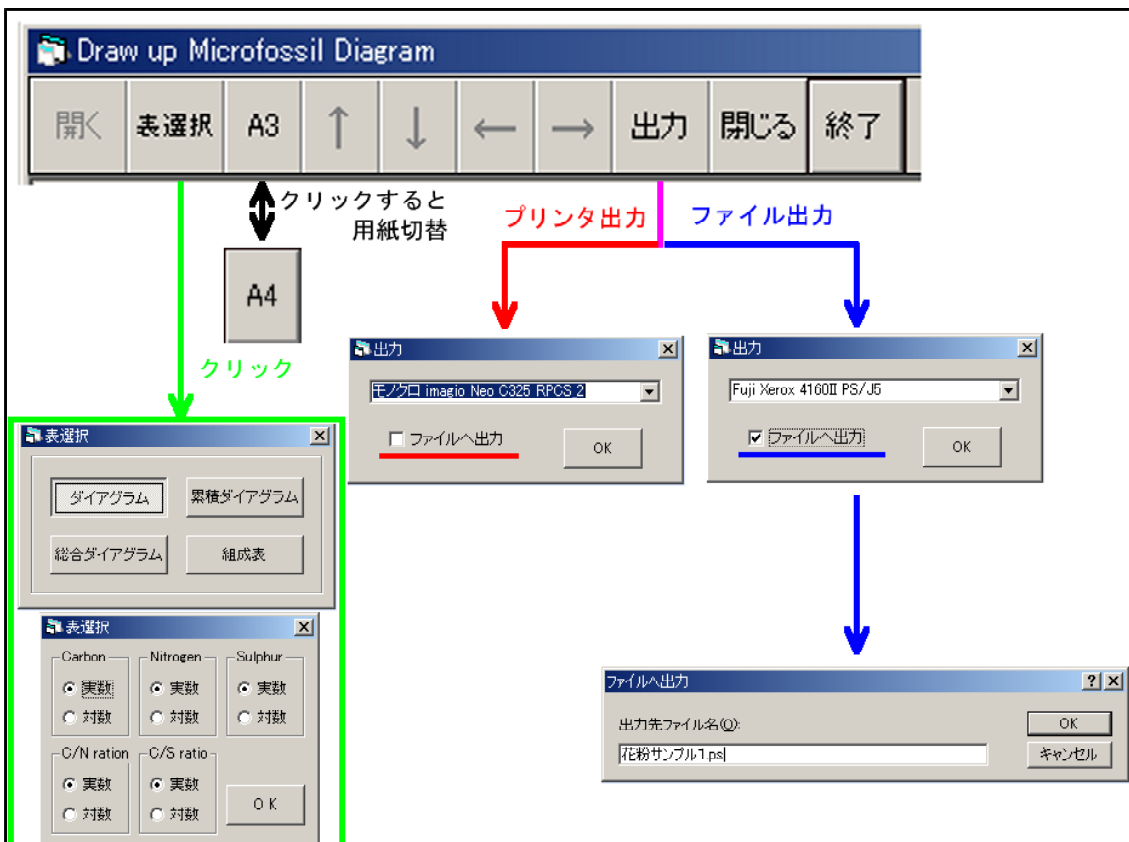 Draw up Microfossil Diagram
開く 表選択 A3 ↑ ↓ ← → 出力 閉じる 終了
クリックすると
用紙切替
プリンタ出力
ファイル出力
A4
クリック
出力
モノクロ imagio Neo C325 RPCS 2
ファイルへ出力
OK
出力
Fuji Xerox 4160II PS/J5
ファイルへ出力
OK
表選択
ダイアグラム 累積ダイアグラム
総合ダイアグラム 組成表
表選択
Carbon Nitrogen Sulphur
実数 実数 実数
対数 対数 対数
C/N ration C/S ratio
実数 実数
対数 対数
O K
ファイルへ出力
出力先ファイル名(O):
花粉サンプル1.ps
OK
キャンセル